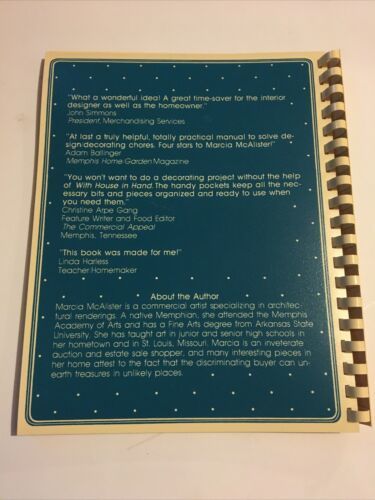 "What a wonderful idea! A great time-saver for the interior
designer as well as the homeowner."
John Simmons
President, Merchandising Services
"At last a truly helpful, totally practical manual to solve de-
sign-decorating chores. Four stars to Marcia McAlister!"
Adam Ballinger
Memphis Home-Garden Magazine
"You won't want to do a decorating project without the help
of With House in Hand. The handy pockets keep all the nec-
essary bits and pieces organized and ready to use when
you need them."
Christine Arpe Gang
Feature Writer and Food Editor
The Commercial Appeal
Memphis, Tennessee
"This book was made for me!"
Linda Harless
Teacher-Homemaker
About the Author
Marcia McAlister is a commercial artist specializing in architec-
tural renderings. A native Memphian, she attended the Memphis
Academy of Arts and has a Fine Arts degree from Arkansas State
University. She has taught art in junior and senior high schools in
her hometown and in St. Louis, Missouri. Marcia is an inveterate
auction and estate sale shopper, and many interesting pieces in
her home attest to the fact that the discriminating buyer can un-
earth treasures in unlikely places.